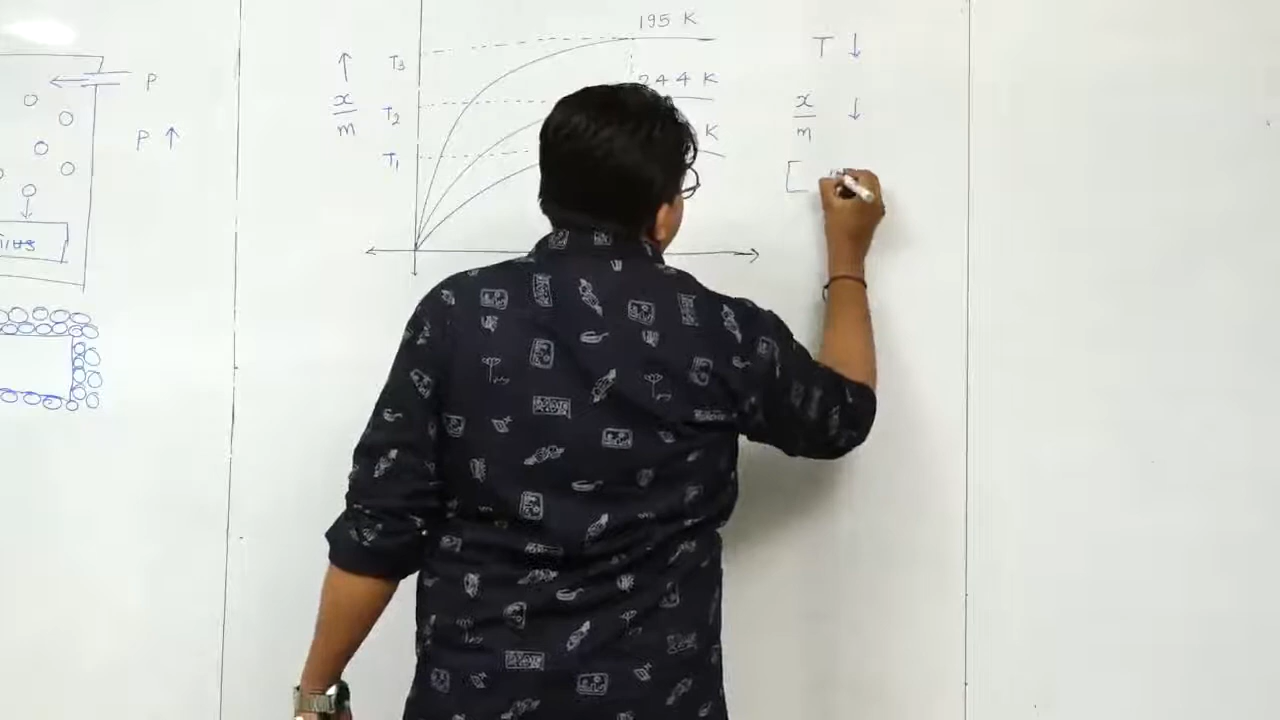 P
P ↑
↑
x/m
T₃
T₂
T₁
195 K
244 K
K
T ↓
x/m ↓
[